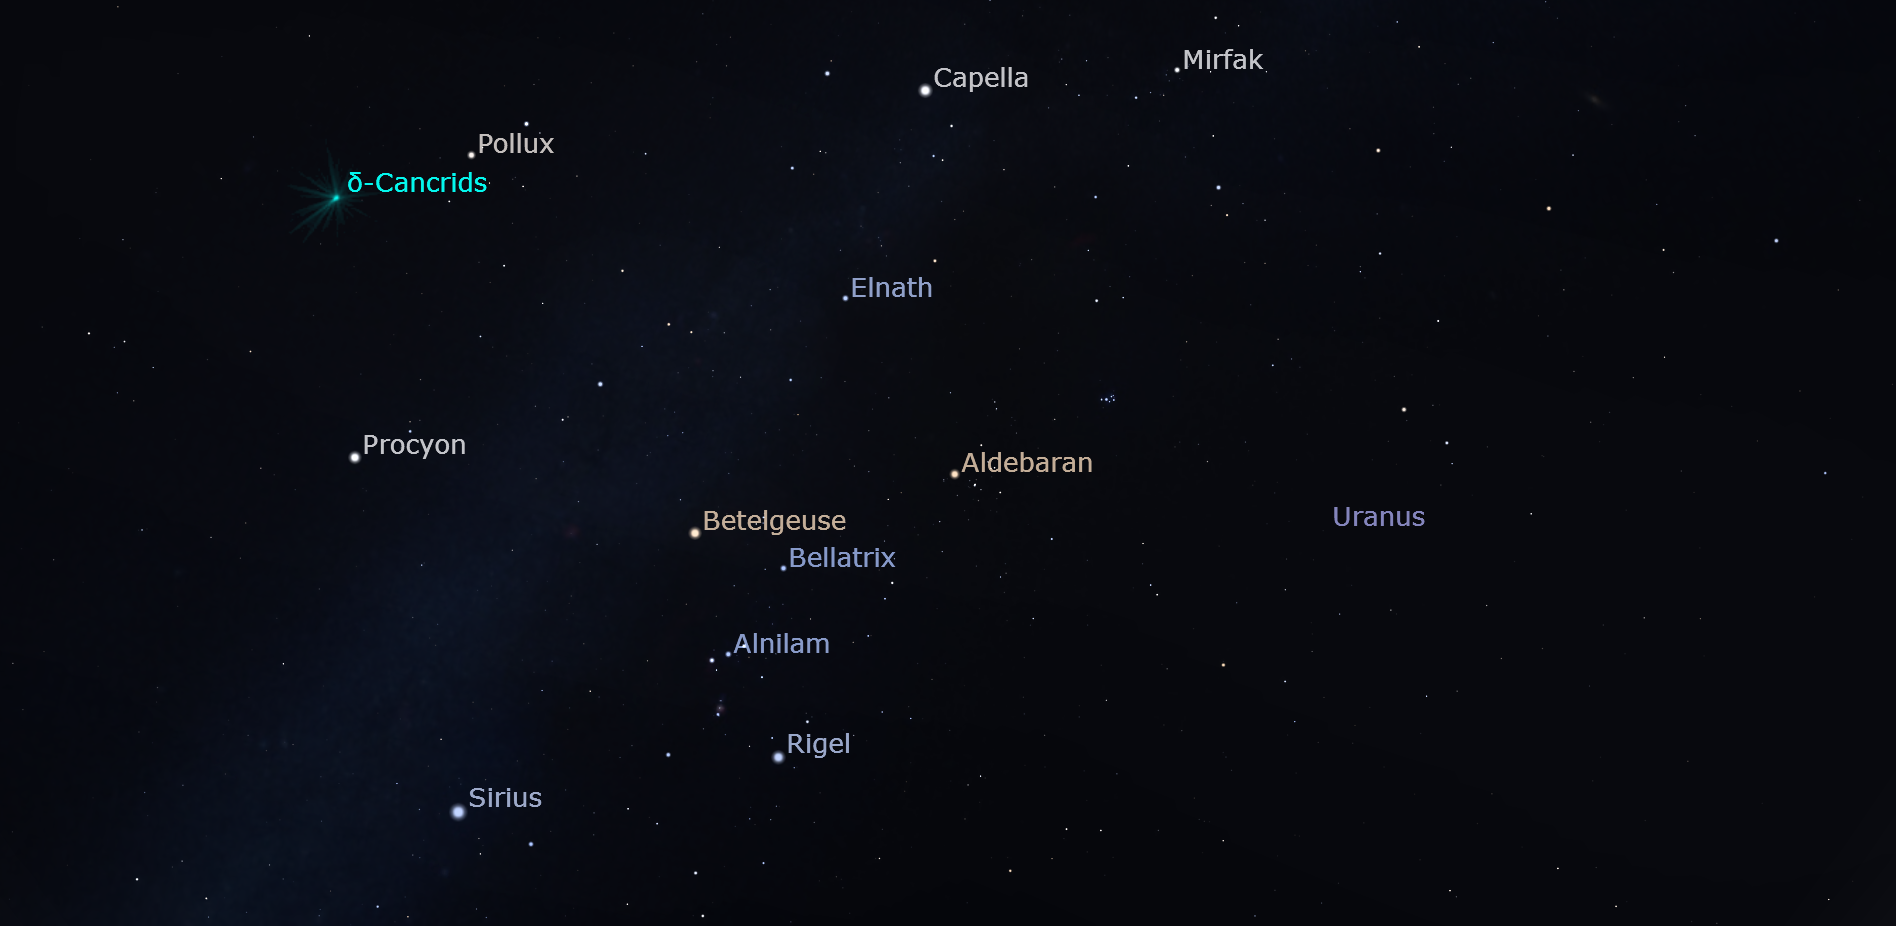 Mirfak
Capella
Pollux
δ-Cancrids
Elnath
Procyon
Aldebaran
Betelgeuse
Uranus
Bellatrix
Alnilam
Rigel
Sirius